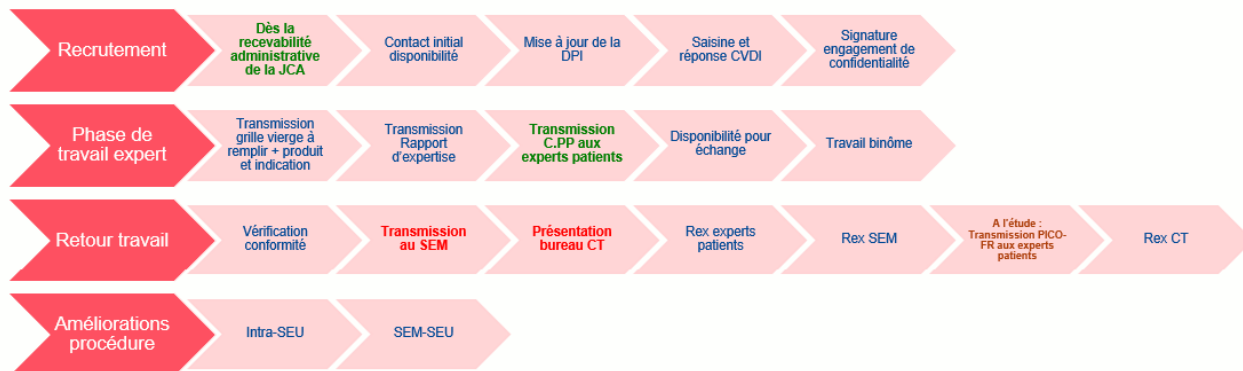 Recrutement
Dès la
recevabilité
administrative
de la JCA
Contact initial
disponibilité
Mise à jour de la
DPI
Saisine et
réponse CVDI
Signature
engagement de
confidentialité
Phase de
travail expert
Transmission
grille vierge à
remplir + produit
et indication
Transmission
Rapport
d'expertise
Transmission
C.PP aux
experts patients
Disponibilité pour
échange
Travail binôme
Retour travail
Vérification
conformité
Transmission
au SEM
Présentation
bureau CT
Rex experts
patients
Rex SEM
A l'étude :
Transmission PICO-
FR aux experts
patients
Rex CT
Améliorations
procédure
Intra-SEU
SEM-SEU